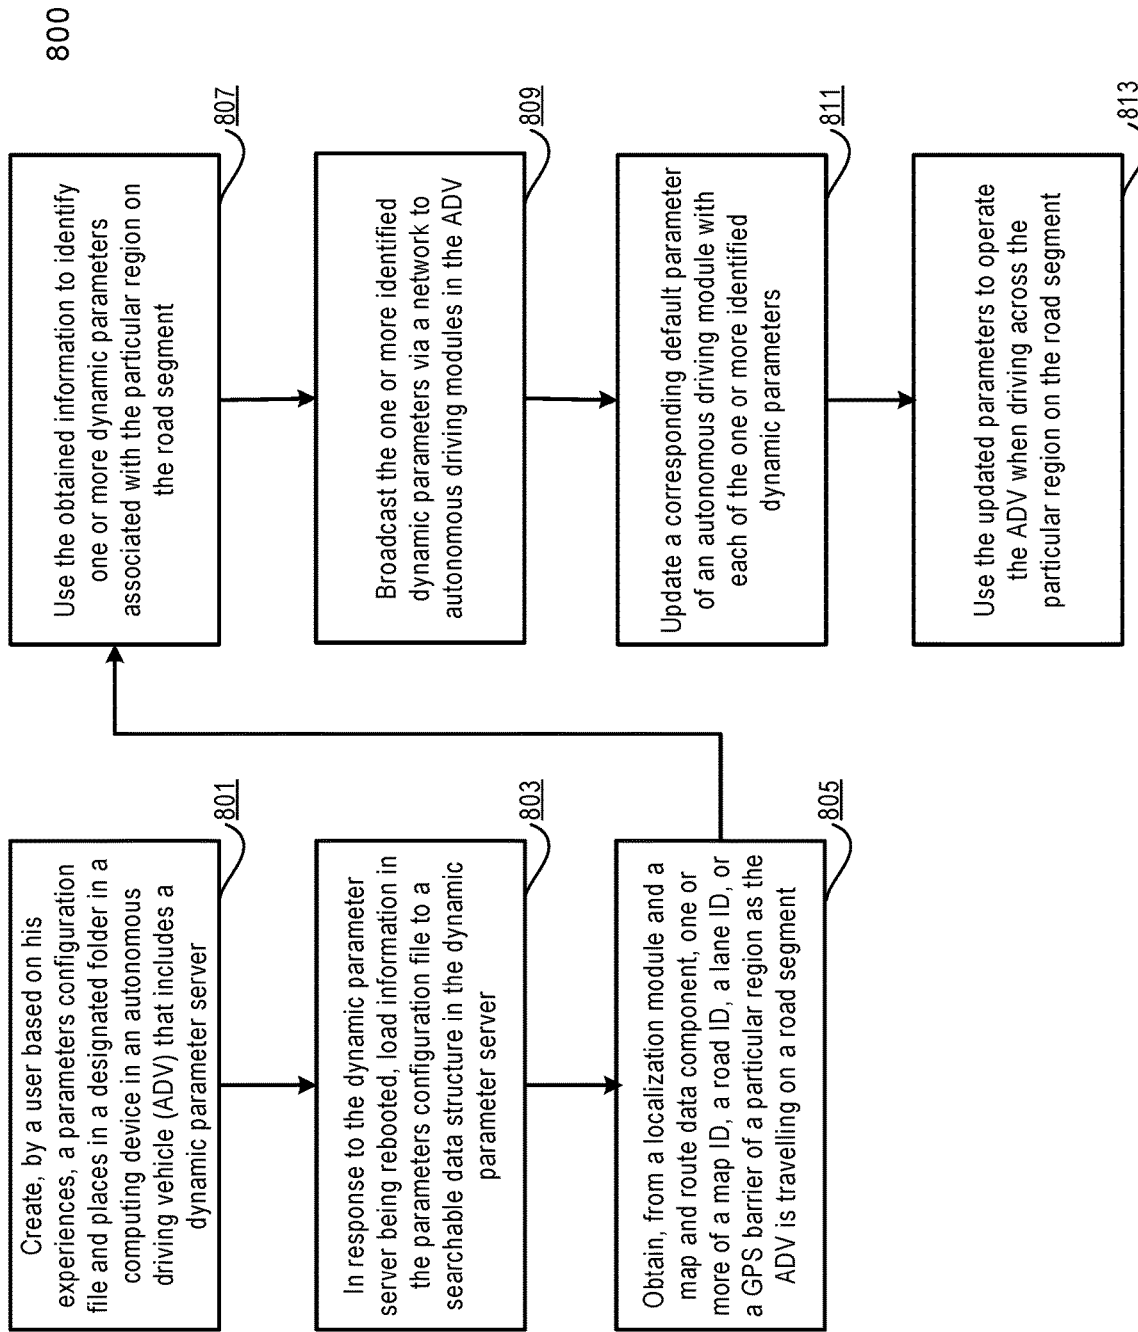 800
Create, by a user based on his
experiences, a parameters configuration
file and places in a designated folder in a
computing device in an autonomous
driving vehicle (ADV) that includes a
dynamic parameter server
801
In response to the dynamic parameter
server being rebooted, load information in
the parameters configuration file to a
searchable data structure in the dynamic
parameter server
803
Obtain, from a localization module and a
map and route data component, one or
more of a map ID, a road ID, a lane ID, or
a GPS barrier of a particular region as the
ADV is travelling on a road segment
805
Use the obtained information to identify
one or more dynamic parameters
associated with the particular region on
the road segment
807
Broadcast the one or more identified
dynamic parameters via a network to
autonomous driving modules in the ADV
809
Update a corresponding default parameter
of an autonomous driving module with
each of the one or more identified
dynamic parameters
811
Use the updated parameters to operate
the ADV when driving across the
particular region on the road segment
813